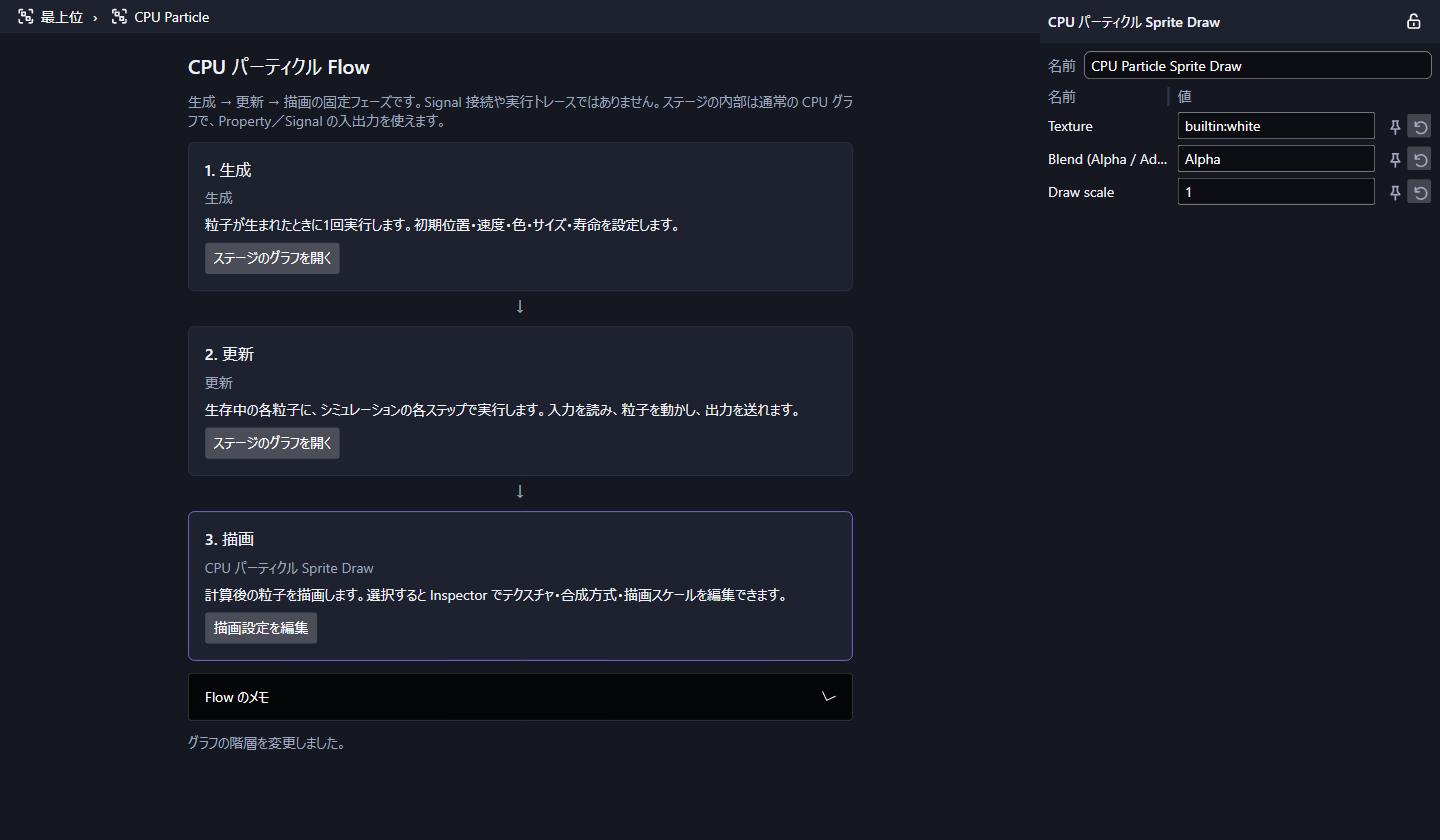 最上位 › CPU Particle
CPU パーティクル Flow
生成 → 更新 → 描画の固定フェーズです。Signal 接続や実行トレースではありません。ステージの内部は通常の CPU グラ
フで、Property／Signal の入出力を使えます。
1. 生成
生成
粒子が生まれたときに1回実行します。初期位置・速度・色・サイズ・寿命を設定します。
ステージのグラフを開く
↓
2. 更新
更新
生存中の各粒子に、シミュレーションの各ステップで実行します。入力を読み、粒子を動かし、出力を送れます。
ステージのグラフを開く
↓
3. 描画
CPU パーティクル Sprite Draw
計算後の粒子を描画します。選択すると Inspector でテクスチャ・合成方式・描画スケールを編集できます。
描画設定を編集
Flow のメモ
グラフの階層を変更しました。
CPU パーティクル Sprite Draw
名前 CPU Particle Sprite Draw
名前 値
Texture builtin:white
Blend (Alpha / Ad... Alpha
Draw scale 1